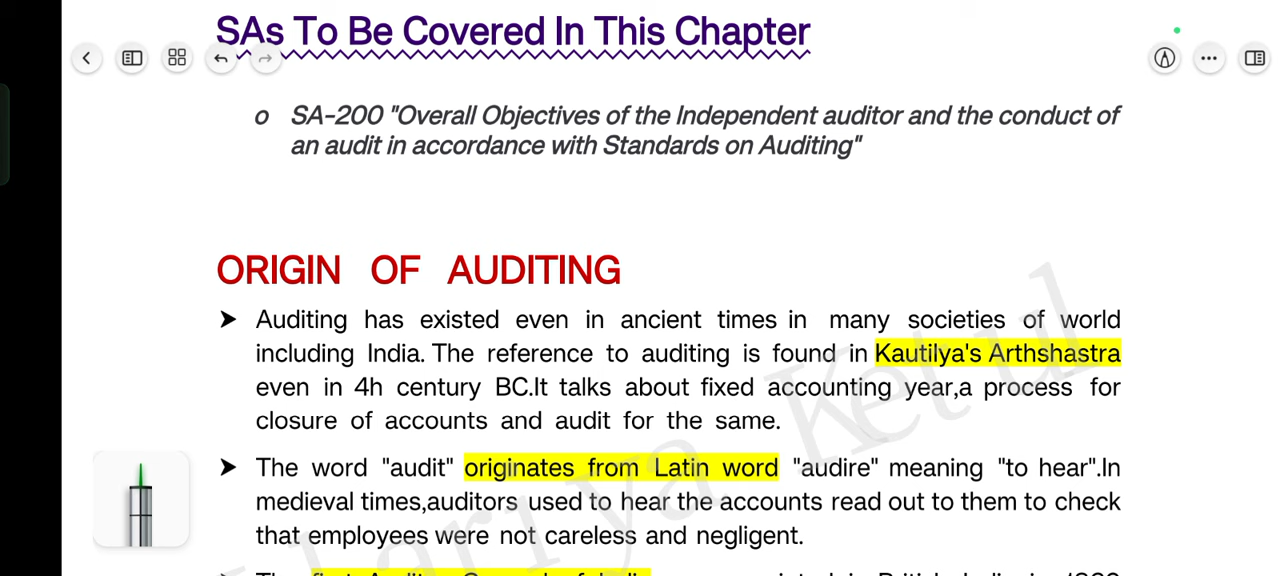 SAs To Be Covered In This Chapter
o SA-200 "Overall Objectives of the Independent auditor and the conduct of
an audit in accordance with Standards on Auditing"
ORIGIN OF AUDITING
➤ Auditing has existed even in ancient times in many societies of world
including India. The reference to auditing is found in Kautilya's Arthshastra
even in 4h century BC.It talks about fixed accounting year,a process for
closure of accounts and audit for the same.
➤ The word "audit" originates from Latin word "audire" meaning "to hear".In
medieval times,auditors used to hear the accounts read out to them to check
that employees were not careless and negligent.
Ketul